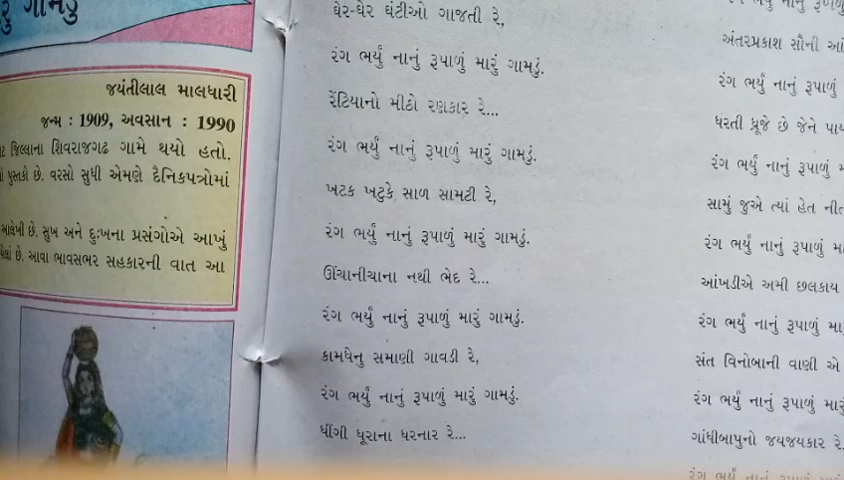 ગામડું
જયંતીલાલ માલધારી
જન્મ : 1909, અવસાન : 1990
જિલ્લાના શિવરાજગઢ ગામે થયો હતો.
પુસ્તકો છે. વરસો સુધી એમણે દૈનિકપત્રોમાં
આલેખી છે. સુખ અને દુઃખના પ્રસંગોએ આખું
છે. આવા ભાવસભર સહકારની વાત આ
ઘેર-ઘેર ઘંટીઓ ગાજતી રે,
રંગ ભર્યું નાનું રૂપાળું મારું ગામડું.
રેંટિયાનો મીઠો રણકાર રે...
રંગ ભર્યું નાનું રૂપાળું મારું ગામડું.
ખટક ખટુકે સાળ સામટી રે,
રંગ ભર્યું નાનું રૂપાળું મારું ગામડું.
ઊંચાનીચાના નથી ભેદ રે...
રંગ ભર્યું નાનું રૂપાળું મારું ગામડું.
કામધેનુ સમાણી ગાવડી રે,
રંગ ભર્યું નાનું રૂપાળું મારું ગામડું.
ધીંગી ધૂરાના ધરનાર રે...
રંગ ભર્યું નાનું
અંતરપ્રકાશ સૌની
રંગ ભર્યું નાનું રૂપાળું
ધરતી ધ્રૂજે છે જેને
રંગ ભર્યું નાનું રૂપાળું
સામું જુએ ત્યાં હેત
રંગ ભર્યું નાનું રૂપાળું
આંખડીએ અમી છલકાય
રંગ ભર્યું નાનું રૂપાળું
સંત વિનોબાની વાણી એ
રંગ ભર્યું નાનું રૂપાળું
ગાંધીબાપુનો જયજયકાર રે
રંગ ભર્યું નાનું રૂપાળું